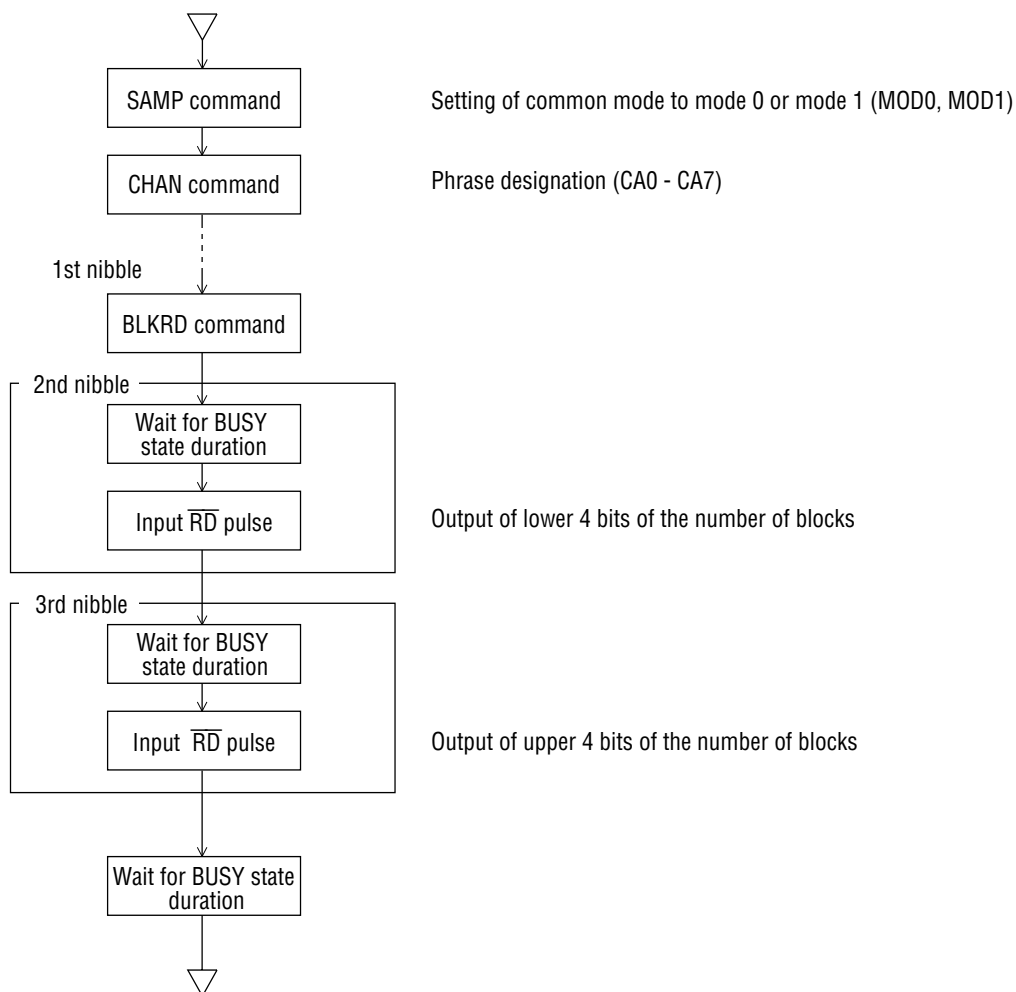 SAMP command
Setting of common mode to mode 0 or mode 1 (MOD0, MOD1)
CHAN command
Phrase designation (CA0 - CA7)
1st nibble
BLKRD command
2nd nibble
Wait for BUSY
state duration
Input R̅D̅ pulse
Output of lower 4 bits of the number of blocks
3rd nibble
Wait for BUSY
state duration
Input R̅D̅ pulse
Output of upper 4 bits of the number of blocks
Wait for BUSY state
duration